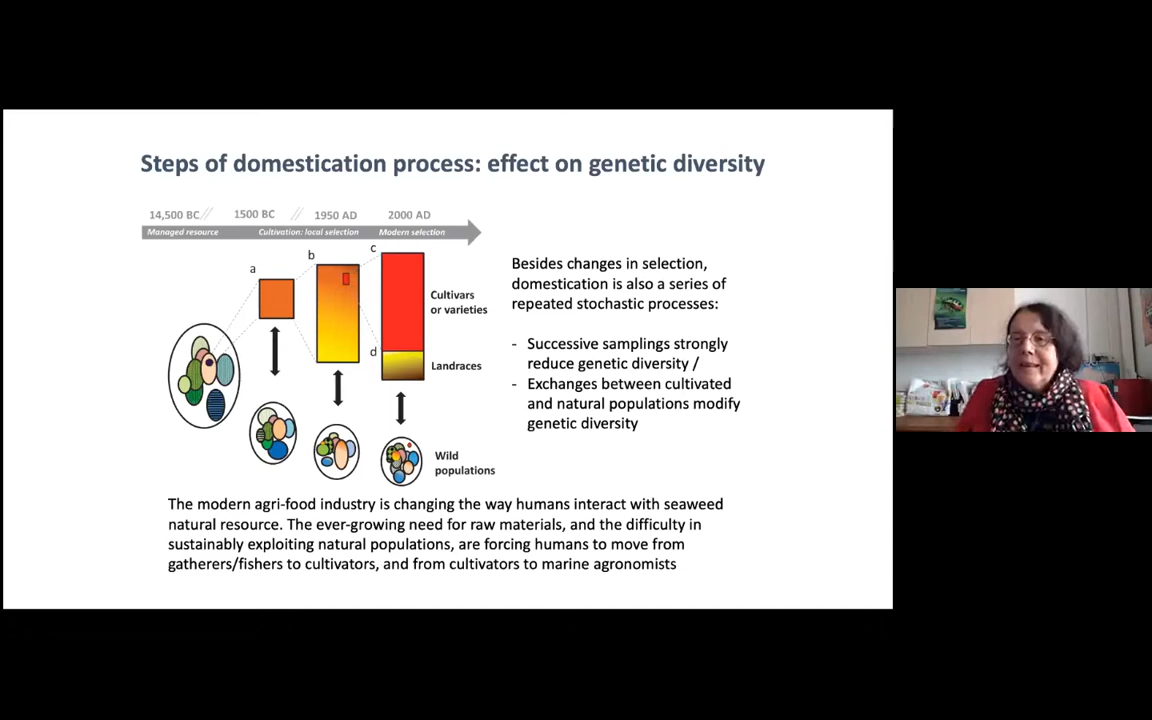 Steps of domestication process: effect on genetic diversity
14,500 BC // 1500 BC // 1950 AD 2000 AD
Managed resource Cultivation: local selection Modern selection
a
b
c
d
Cultivars
or varieties
Landraces
Wild
populations
Besides changes in selection,
domestication is also a series of
repeated stochastic processes:
- Successive samplings strongly
reduce genetic diversity /
- Exchanges between cultivated
and natural populations modify
genetic diversity
The modern agri-food industry is changing the way humans interact with seaweed
natural resource. The ever-growing need for raw materials, and the difficulty in
sustainably exploiting natural populations, are forcing humans to move from
gatherers/fishers to cultivators, and from cultivators to marine agronomists